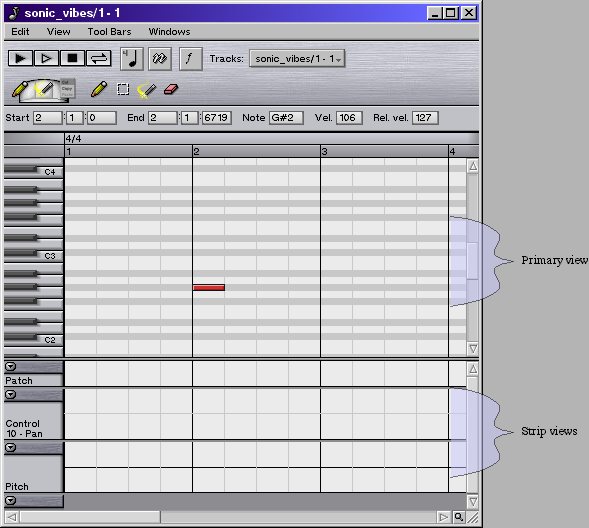 sonic_vibes/1- 1
Edit View Tool Bars Windows
Tracks: sonic_vibes/1- 1
Cut
Copy
Start 2 : 1 : 0 End 2 : 1 : 6719 Note G#2 Vel. 106 Rel. vel. 127
4/4
1 2 3 4
C4
C3
Primary view
C2
Patch
Control
10 - Pan
Strip views
Pitch